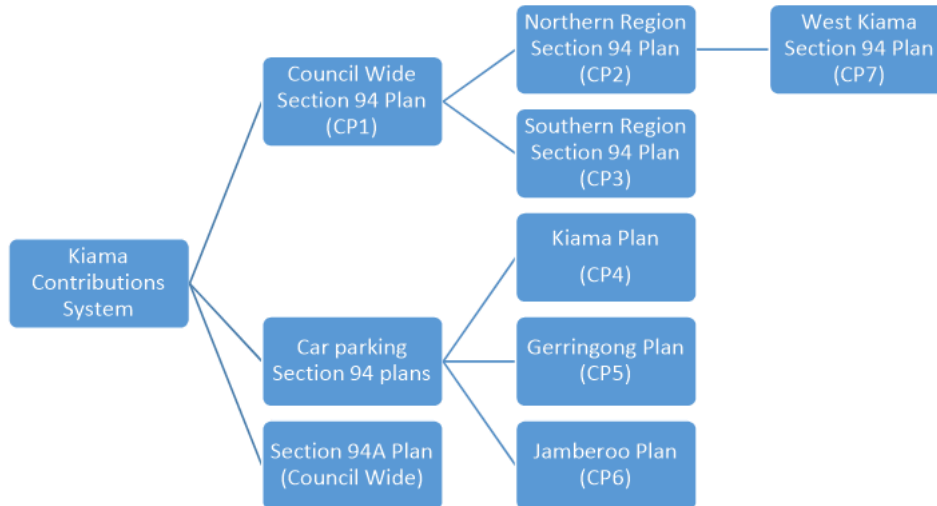 Kiama
Contributions
System
Council Wide
Section 94 Plan
(CP1)
Northern Region
Section 94 Plan
(CP2)
West Kiama
Section 94 Plan
(CP7)
Southern Region
Section 94 Plan
(CP3)
Car parking
Section 94 plans
Kiama Plan
(CP4)
Gerringong Plan
(CP5)
Jamberoo Plan
(CP6)
Section 94A Plan
(Council Wide)